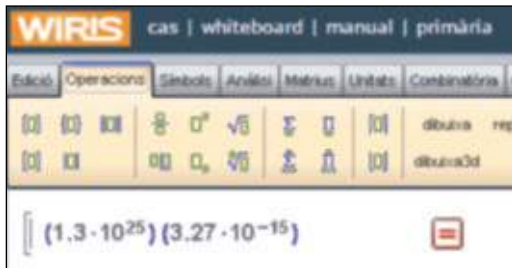 WIRIS cas | whiteboard | manual | primària
Edició Operacions Símbols Anàlisi Matrius Unitats Combinatòria
dibuixa
dibuixa3d
(1.3·10²⁵)(3.27·10⁻¹⁵) =